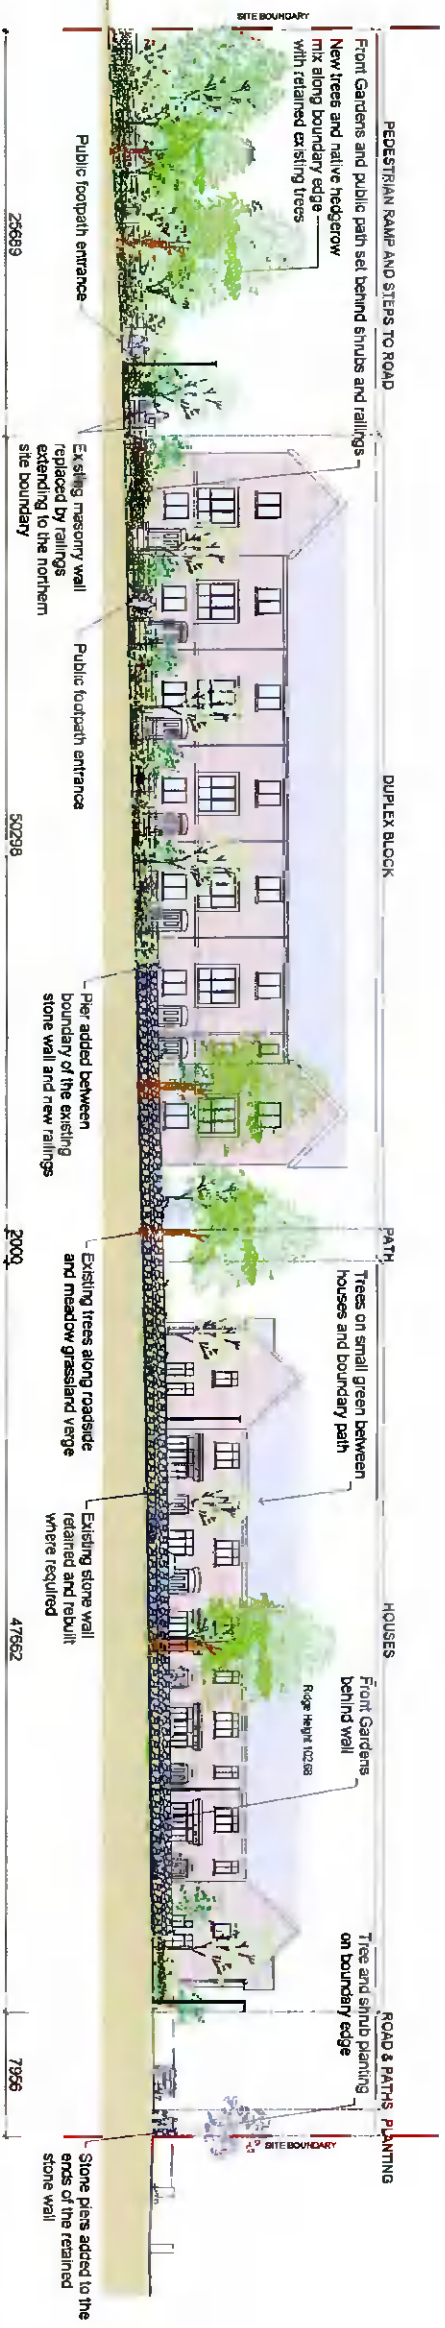 SITE BOUNDARY
PEDESTRIAN RAMP AND STEPS TO ROAD
DUPLEX BLOCK
PATH
HOUSES
ROAD & PATHS
PLANTING
Front Gardens and public path set behind shrubs and railings
New trees and native hedgerow
mix along boundary edge
with retained existing trees
Trees on small green between
houses and boundary path
Front Gardens
behind wall
Ridge Height 10268
Tree and shrub planting
on boundary edge
SITE BOUNDARY
Public footpath entrance
Existing masonry wall
replaced by railings
extending to the northern
site boundary
Public footpath entrance
Pier added between
boundary of the existing
stone wall and new railings
Existing trees along roadside
and meadow grassland verge
Existing stone wall
retained and rebuilt
where required
Stone piers added to the
ends of the retained
stone wall
25689
50298
2000
47662
7956